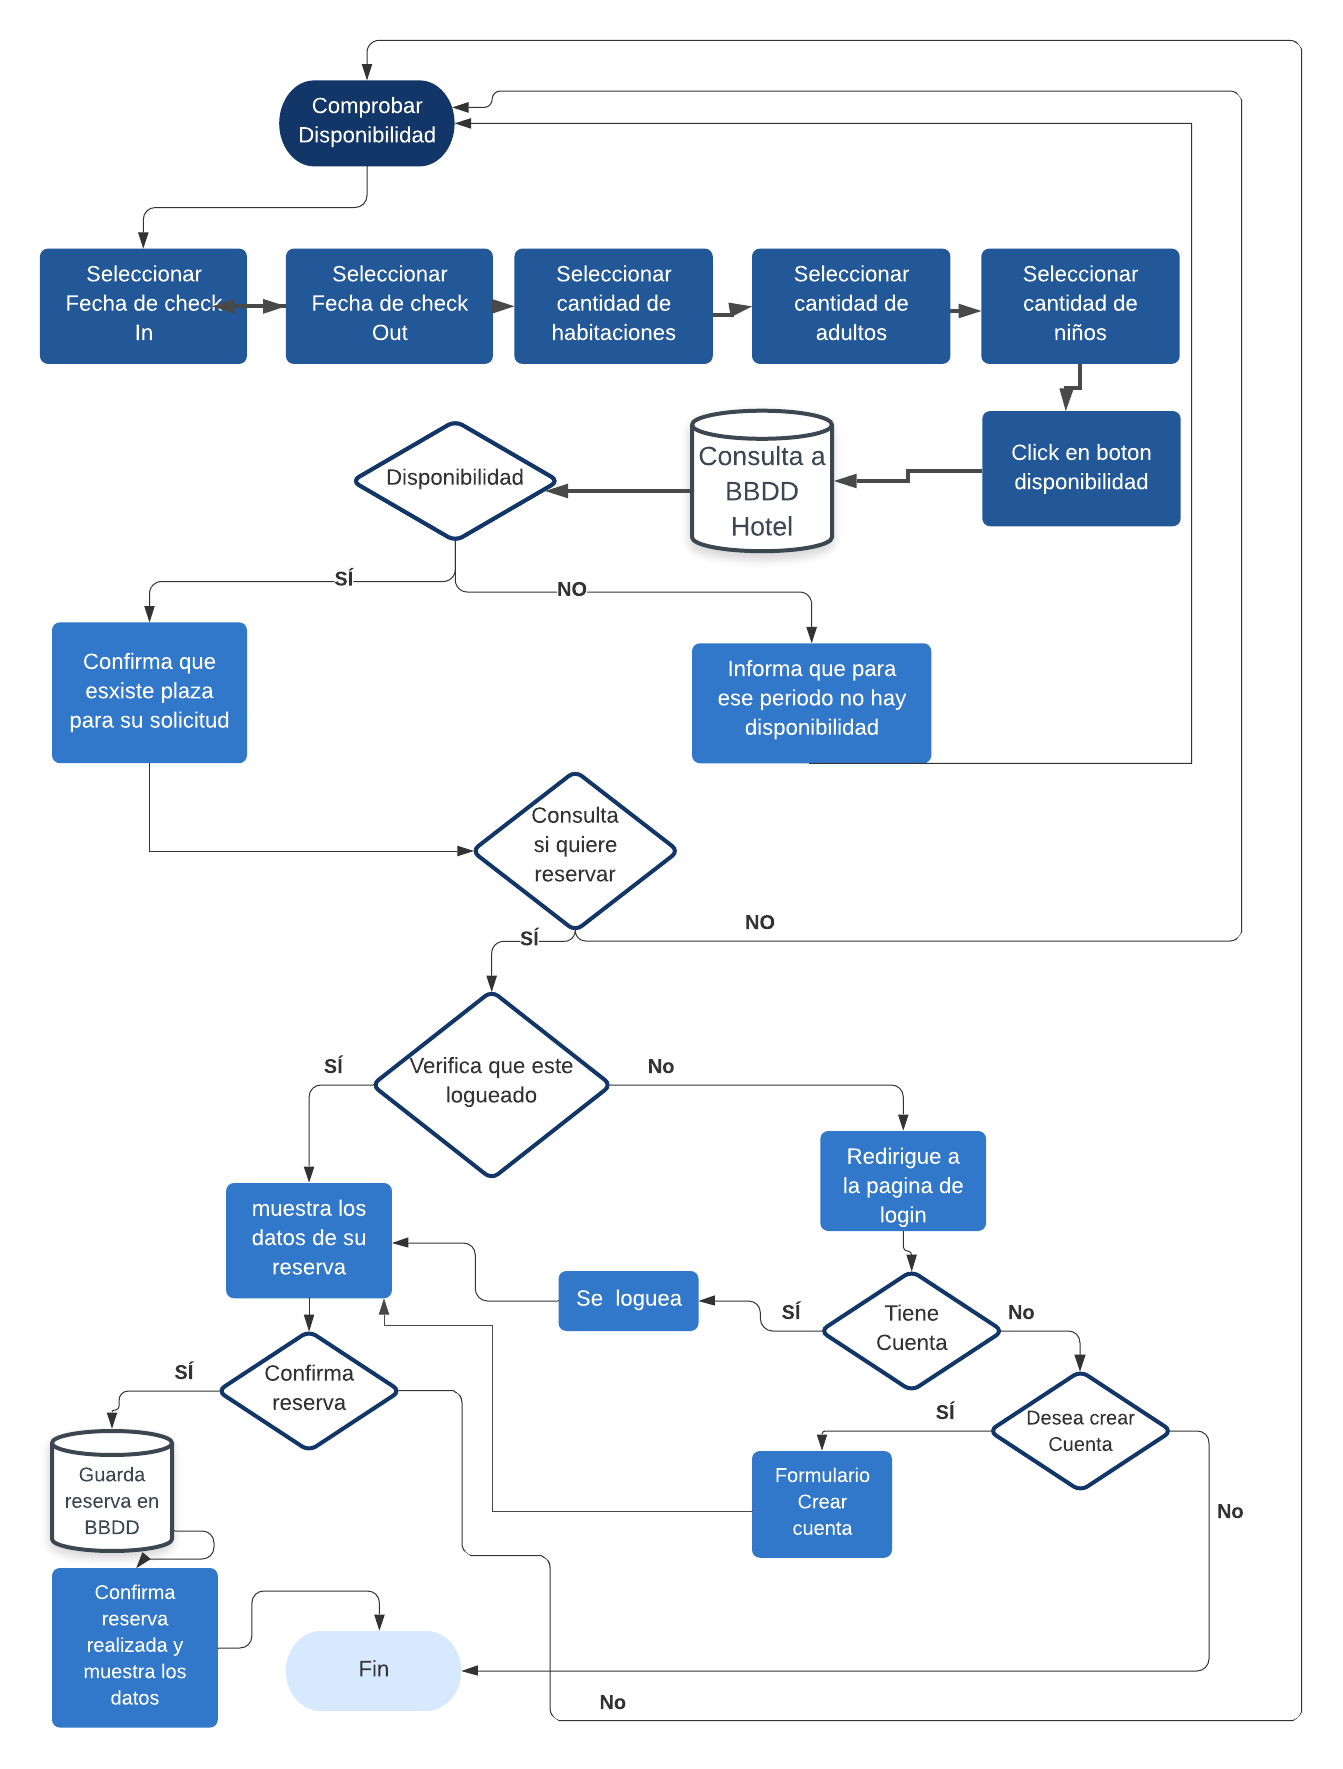 Comprobar
Disponibilidad
Seleccionar
Fecha de check
In
Seleccionar
Fecha de check
Out
Seleccionar
cantidad de
habitaciones
Seleccionar
cantidad de
adultos
Seleccionar
cantidad de
niños
Disponibilidad
Consulta a
BBDD
Hotel
Click en boton
disponibilidad
SÍ
NO
Confirma que
esxiste plaza
para su solicitud
Informa que para
ese periodo no hay
disponibilidad
Consulta
si quiere
reservar
SÍ
NO
Verifica que este
logueado
SÍ
No
Redirigue a
la pagina de
login
muestra los
datos de su
reserva
Se loguea
SÍ
Tiene
Cuenta
No
Confirma
reserva
SÍ
Desea crear
Cuenta
SÍ
No
Formulario
Crear
cuenta
Guarda
reserva en
BBDD
Confirma
reserva
realizada y
muestra los
datos
Fin
No